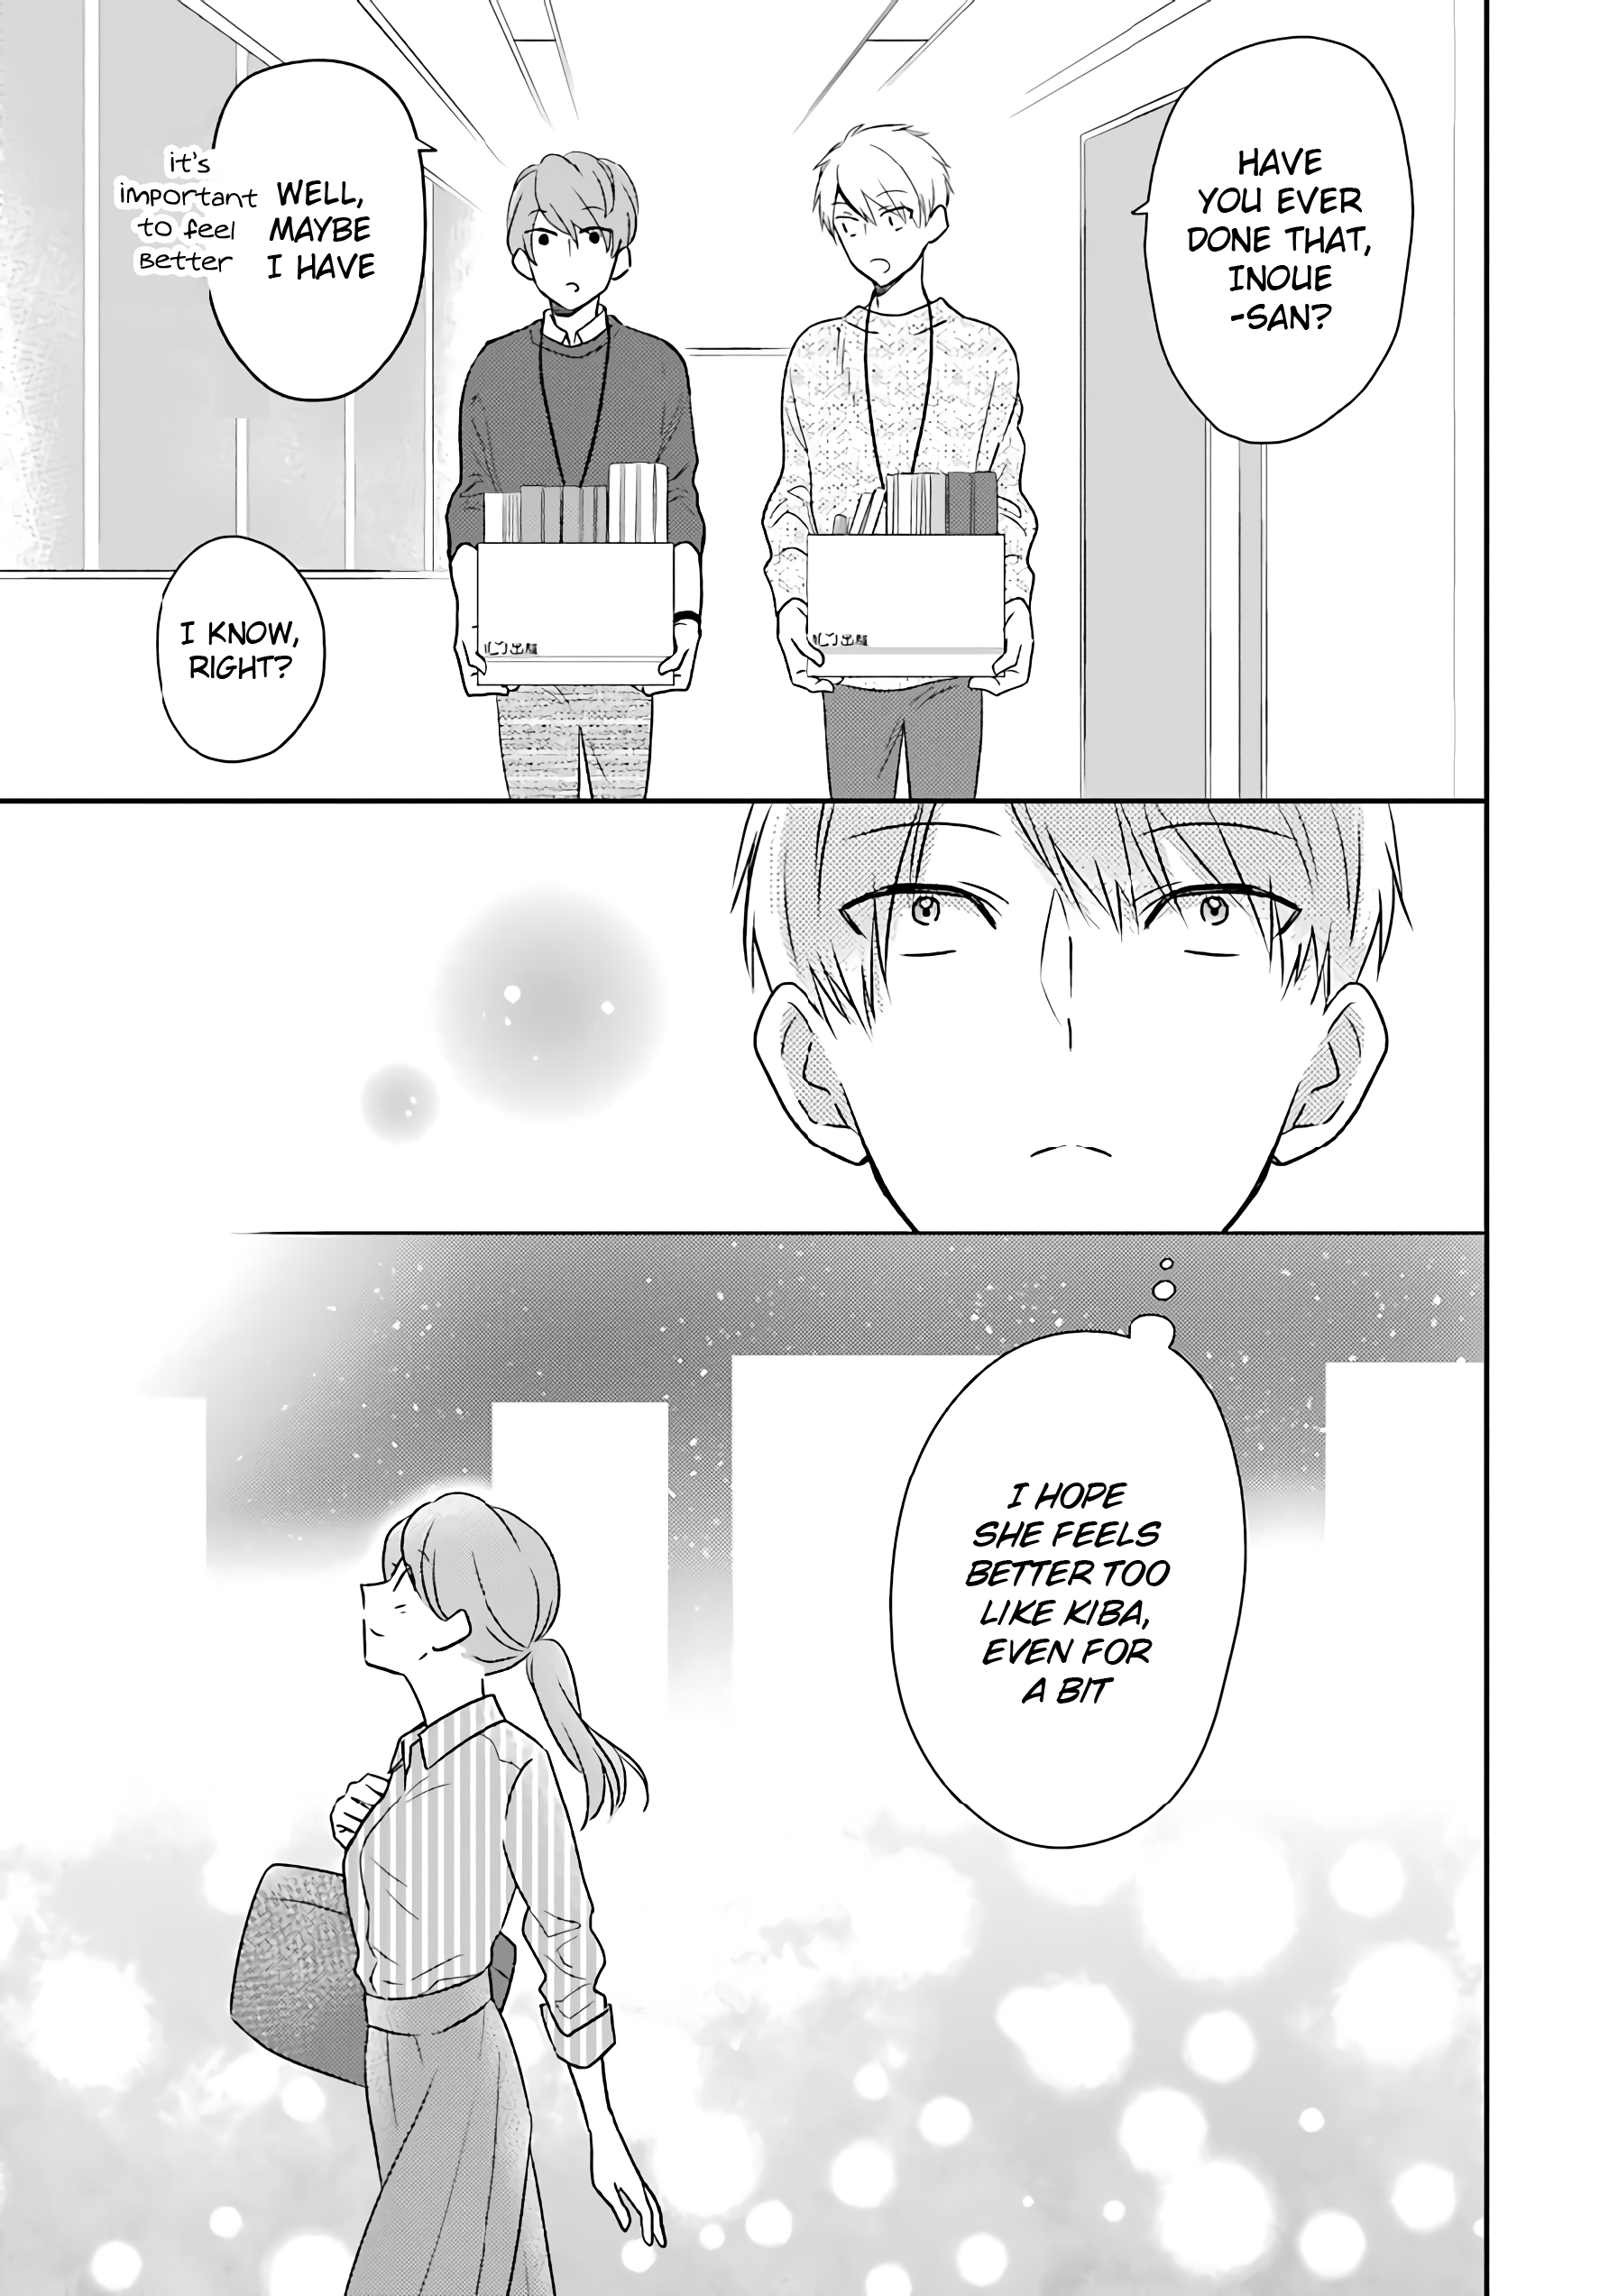 HAVE
YOU EVER
DONE THAT,
INOUE
-SAN?
WELL,
MAYBE
I HAVE
it's
important
to feel
Better
I KNOW,
RIGHT?
I HOPE
SHE FEELS
BETTER TOO
LIKE KIBA,
EVEN FOR
A BIT